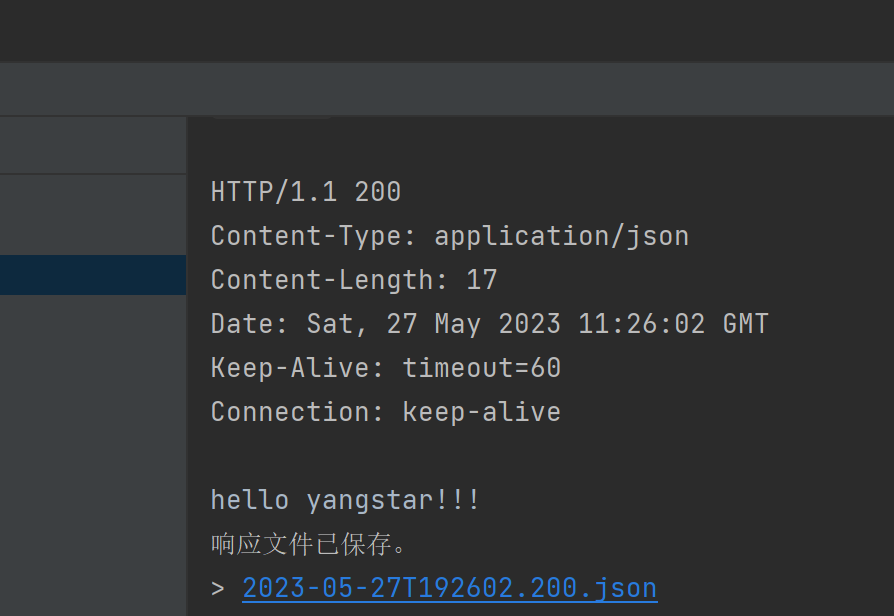 HTTP/1.1 200
Content-Type: application/json
Content-Length: 17
Date: Sat, 27 May 2023 11:26:02 GMT
Keep-Alive: timeout=60
Connection: keep-alive
hello yangstar!!!
响应文件已保存。
> 2023-05-27T192602.200.json